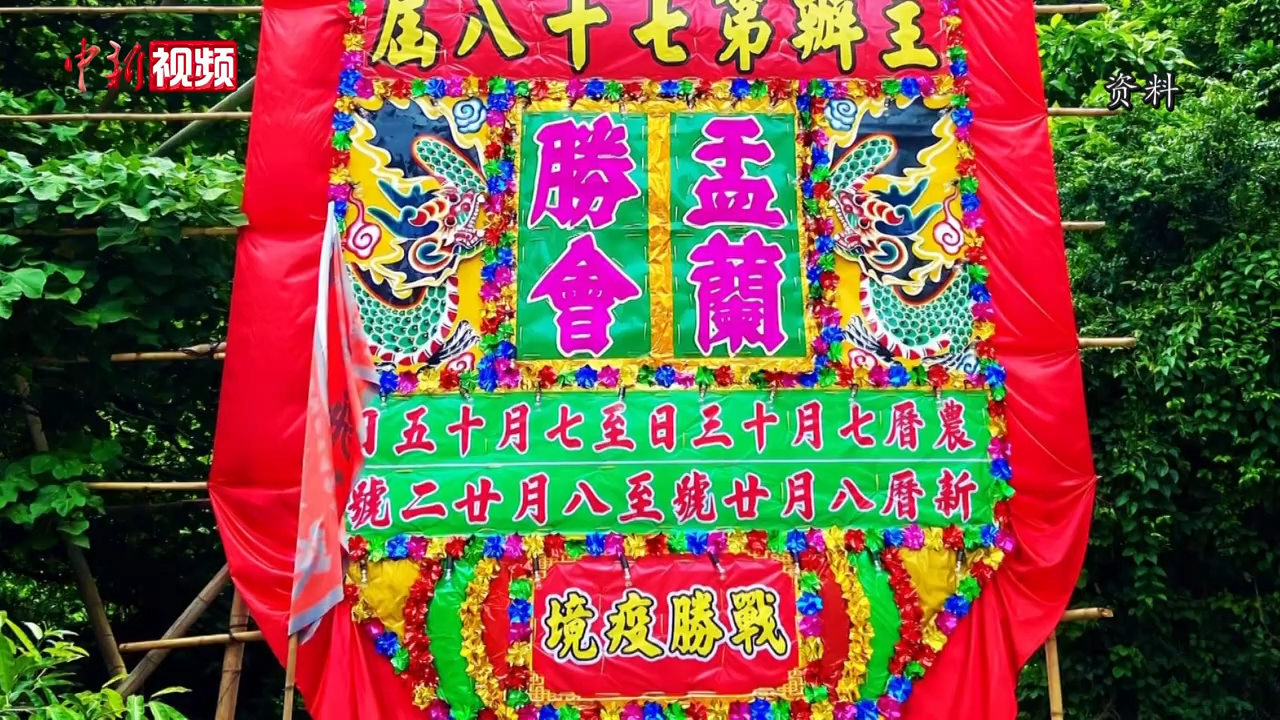 中新视频
资料
主辦第七十八屆
盂蘭
勝會
農曆七月十三日至七月十五日
新曆八月廿號至八月廿二號
戰勝疫境